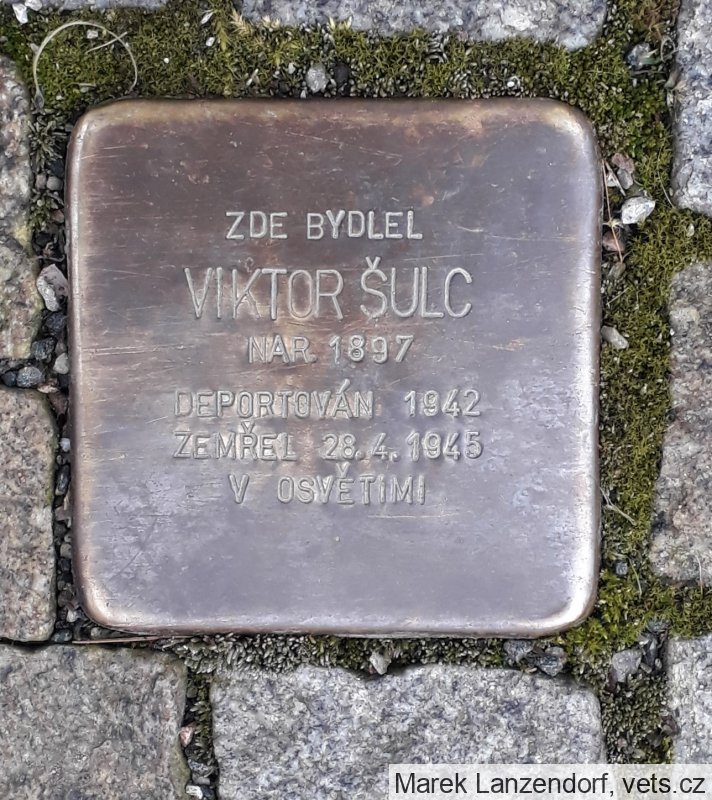 ZDE BYDLEL
VIKTOR ŠULC
NAR. 1897
DEPORTOVÁN 1942
ZEMŘEL 28.4.1945
V OSVĚTIMI
Marek Lanzendorf, vets.cz